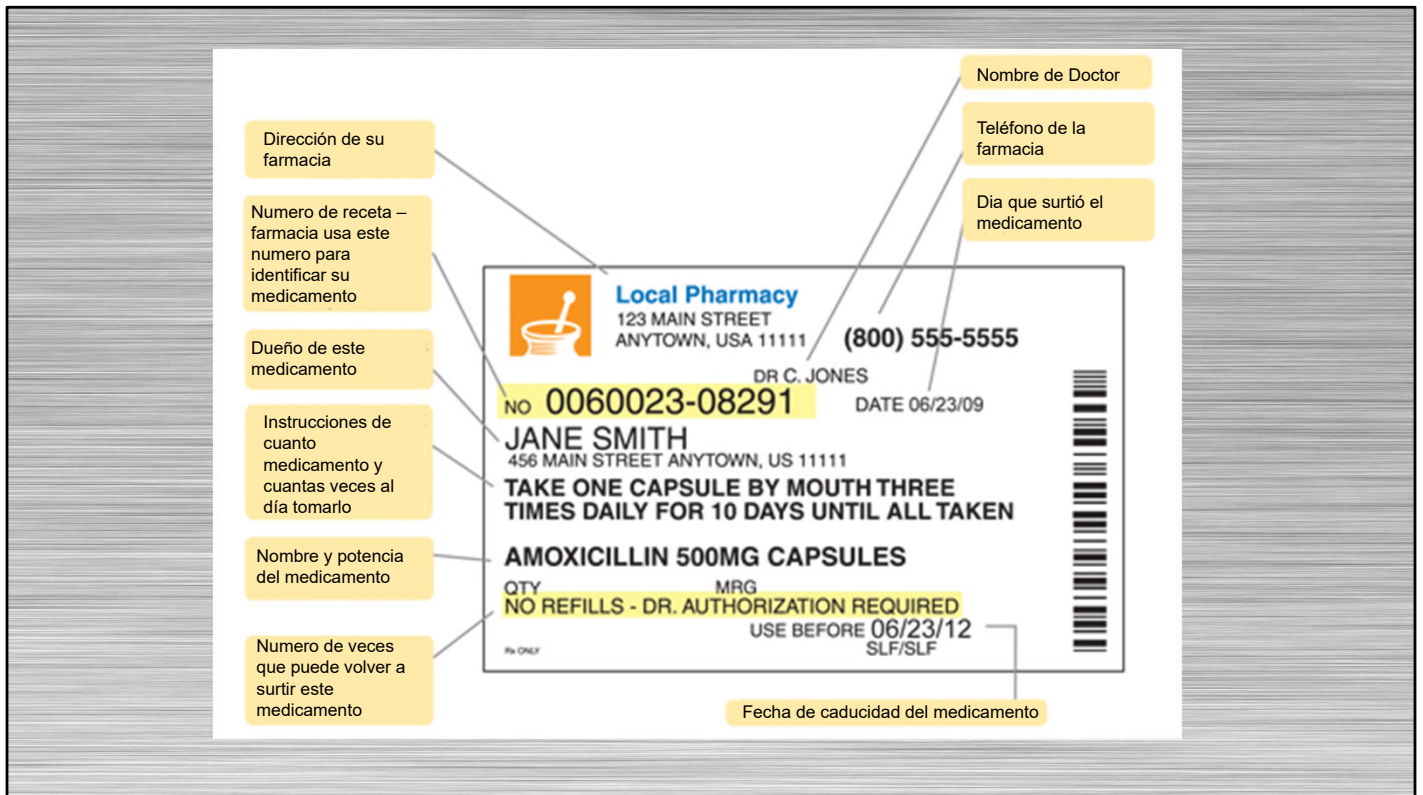 Nombre de Doctor
Teléfono de la
farmacia
Dia que surtió el
medicamento
Dirección de su
farmacia
Numero de receta –
farmacia usa este
numero para
identificar su
medicamento
Dueño de este
medicamento
Instrucciones de
cuanto
medicamento y
cuantas veces al
día tomarlo
Nombre y potencia
del medicamento
Numero de veces
que puede volver a
surtir este
medicamento
Local Pharmacy
123 MAIN STREET
ANYTOWN, USA 11111 (800) 555-5555
DR C. JONES
NO 0060023-08291 DATE 06/23/09
JANE SMITH
456 MAIN STREET ANYTOWN, US 11111
TAKE ONE CAPSULE BY MOUTH THREE
TIMES DAILY FOR 10 DAYS UNTIL ALL TAKEN
AMOXICILLIN 500MG CAPSULES
QTY MRG
NO REFILLS - DR. AUTHORIZATION REQUIRED
USE BEFORE 06/23/12
SLF/SLF
Rx ONLY
Fecha de caducidad del medicamento